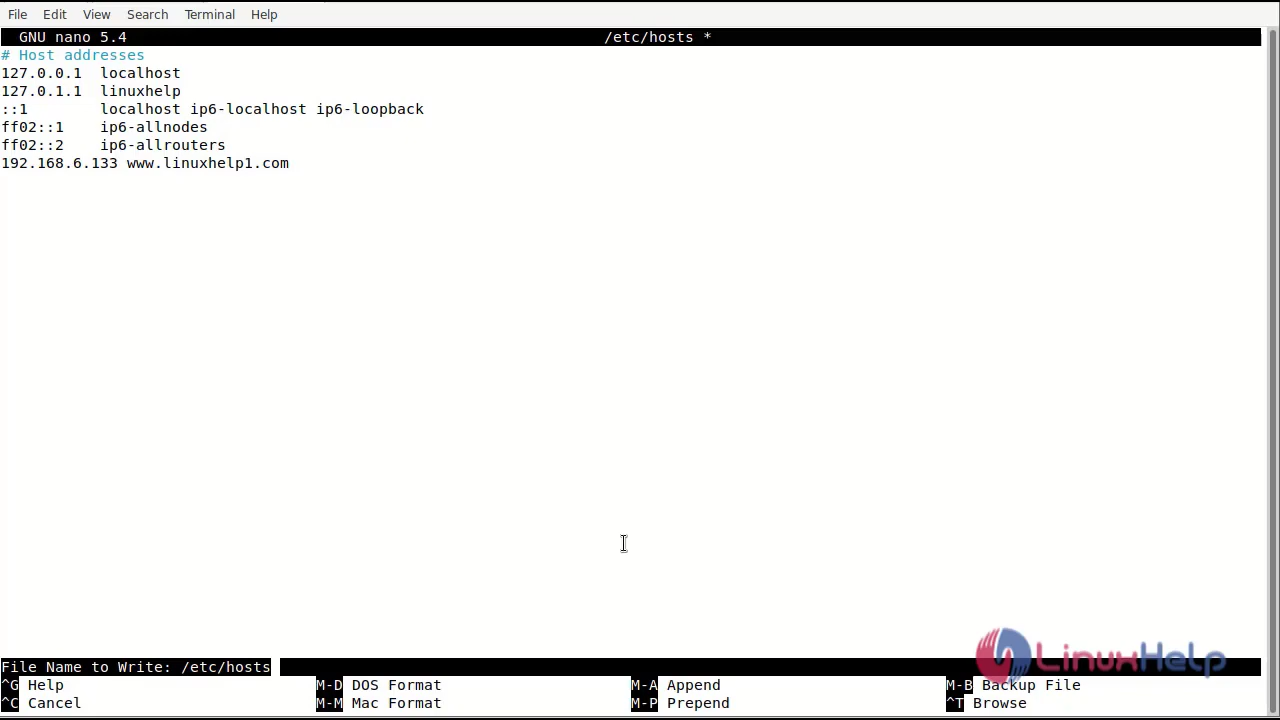 File Edit View Search Terminal Help
GNU nano 5.4 /etc/hosts *
# Host addresses
127.0.0.1  localhost
127.0.1.1  linuxhelp
::1        localhost ip6-localhost ip6-loopback
ff02::1    ip6-allnodes
ff02::2    ip6-allrouters
192.168.6.133 www.linuxhelp1.com
LinuxHelp
File Name to Write: /etc/hosts
^G Help M-D DOS Format M-A Append M-B Backup File
^C Cancel M-M Mac Format M-P Prepend ^T Browse